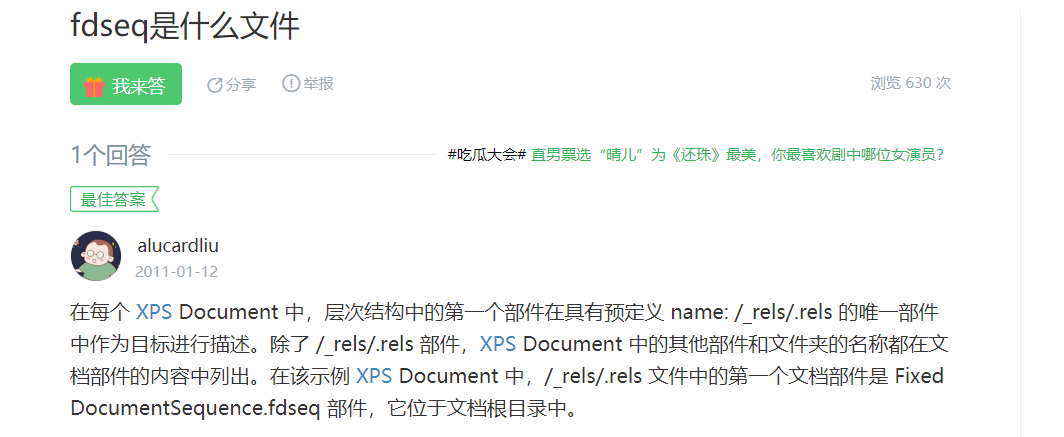 fdseq是什么文件
我来答 分享 举报 浏览 630 次
1个回答 #吃瓜大会# 直男票选“晴儿”为《还珠》最美，你最喜欢剧中哪位女演员？
最佳答案
alucardliu
2011-01-12
在每个 XPS Document 中，层次结构中的第一个部件在具有预定义 name: /_rels/.rels 的唯一部件
中作为目标进行描述。除了 /_rels/.rels 部件，XPS Document 中的其他部件和文件夹的名称都在文
档部件的内容中列出。在该示例 XPS Document 中，/_rels/.rels 文件中的第一个文档部件是 Fixed
DocumentSequence.fdseq 部件，它位于文档根目录中。